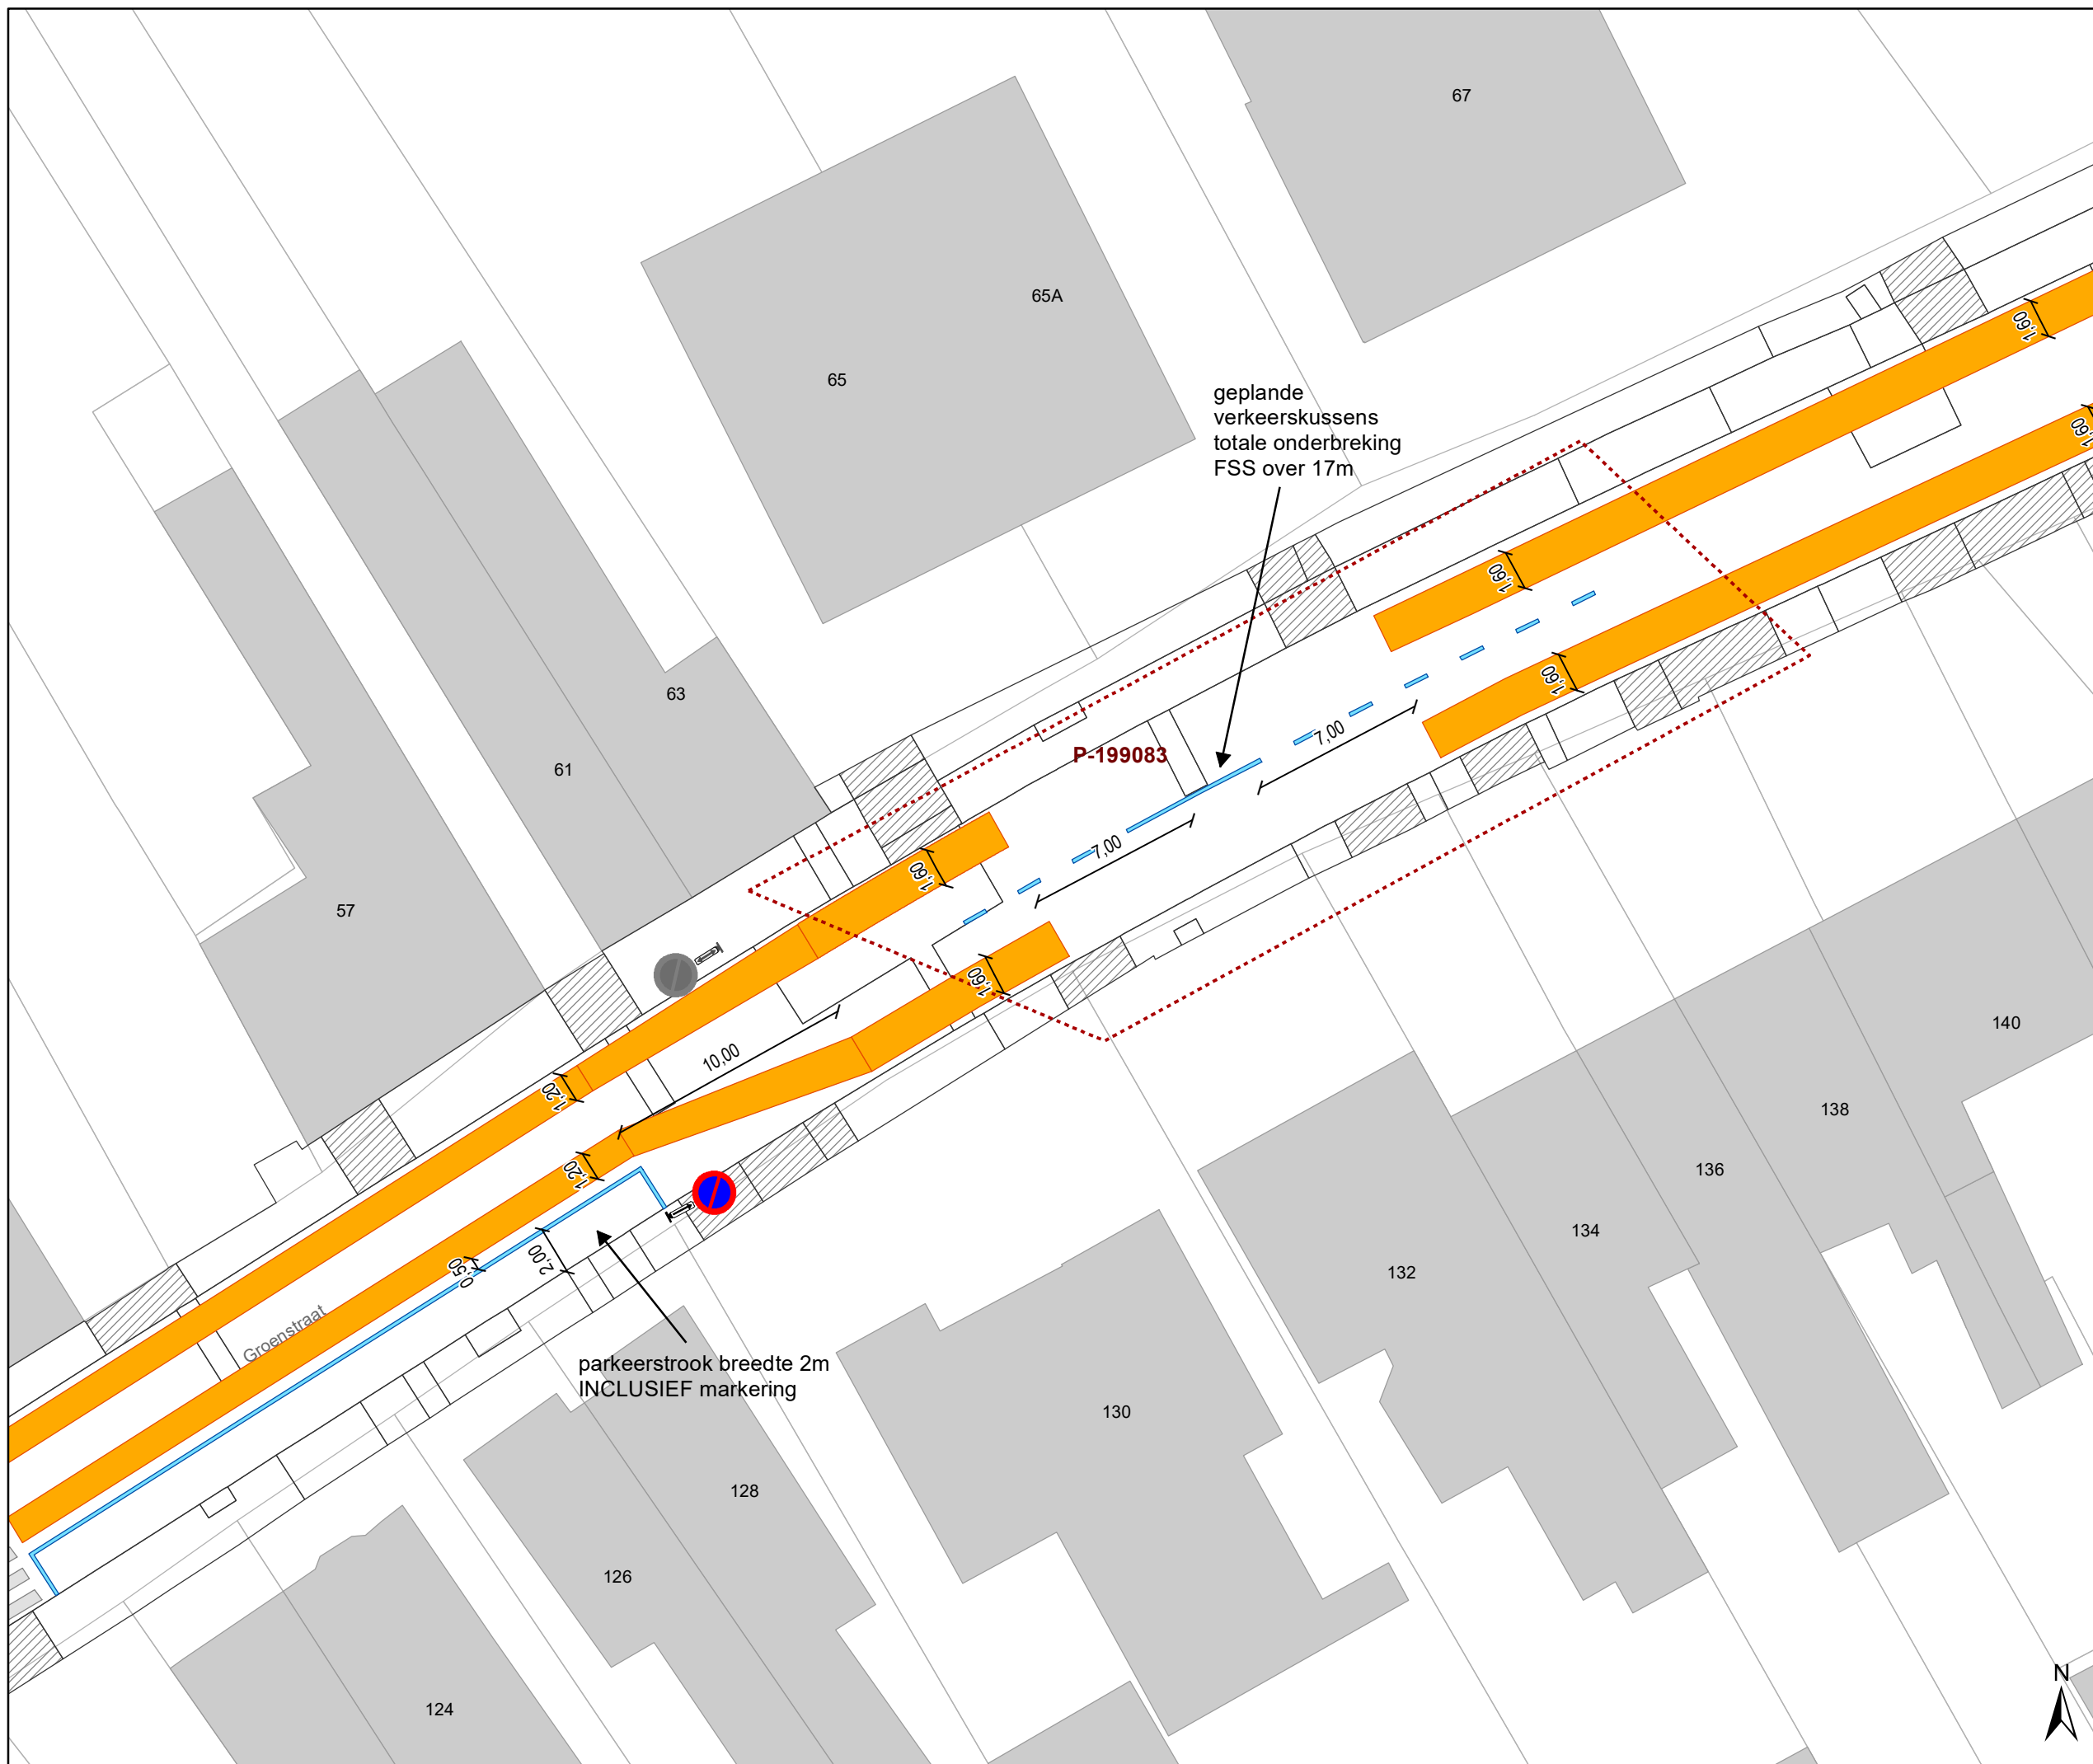 67
65A
65
1,60
geplande
verkeerskussens
totale onderbreking
FSS over 17m
1,60
1,60
1,60
63
61
P-199083
7,00
7,00
1,60
57
1,60
10,00
1,20
1,20
2,00
0,50
Groenstraat
parkeerstrook breedte 2m
INCLUSIEF markering
140
138
136
134
132
130
128
126
124
N